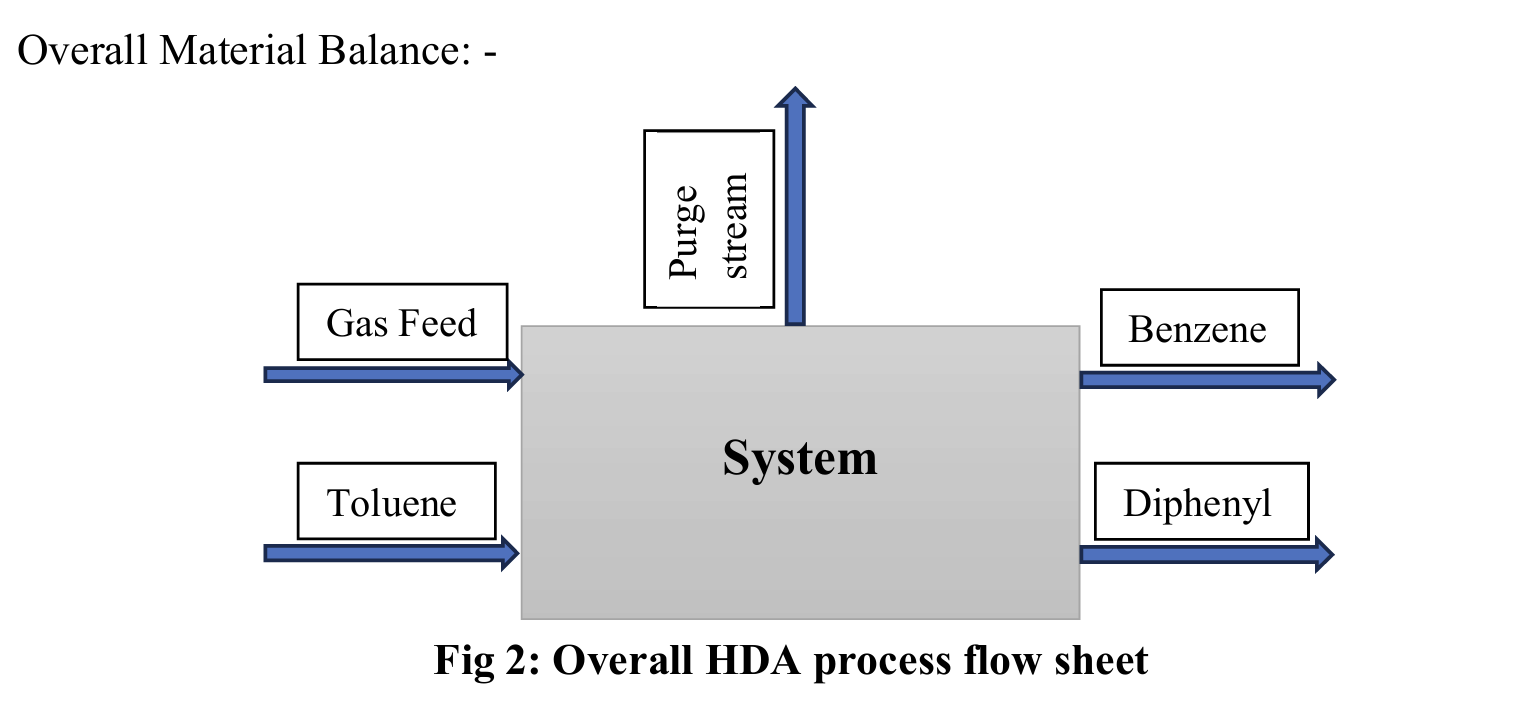 Overall Material Balance: -
Purge
stream
Gas Feed
Benzene
System
Toluene
Diphenyl
Fig 2: Overall HDA process flow sheet